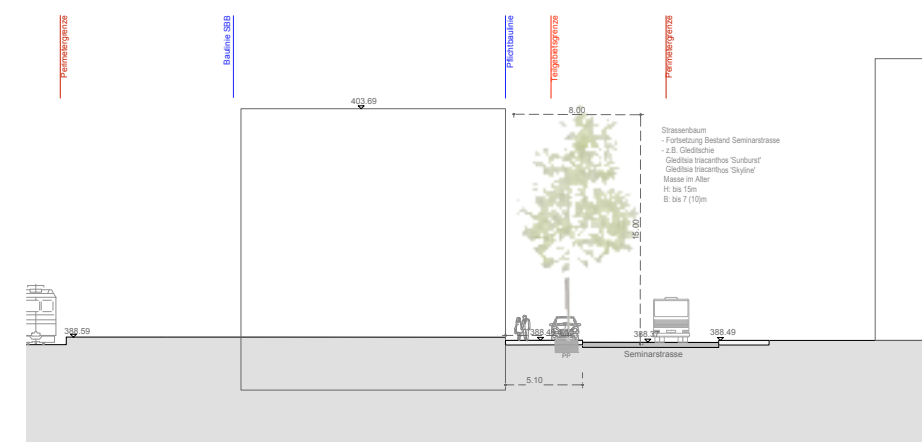 Perimetergrenze
Baulinie SBB
Pflichtbaulinie
Teilgebietsgrenze
Perimetergrenze
403.69
8.00
Strassenbaum
- Fortsetzung Bestand Seminarstrasse
- z.B. Gleditschie
Gleditsia triacanthos 'Sunburst'
Gleditsia triacanthos 'Skyline'
Masse im Alter
H: bis 15m
B: bis 7 (10)m
15.00
388.59
388.37
388.49
PP
Seminarstrasse
5.10